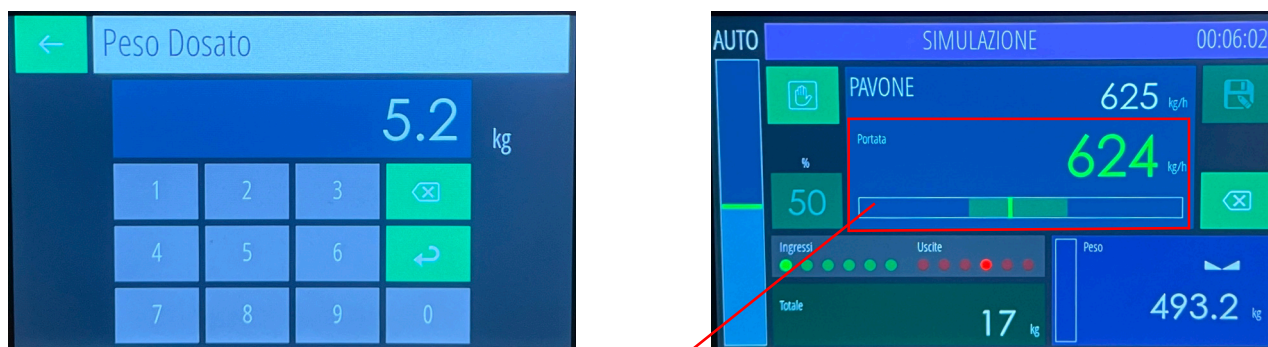 Peso Dosato
5.2 kg
1 2 3
4 5 6
7 8 9 0
AUTO SIMULAZIONE 00:06:02
PAVONE 625 kg/h
Portata
624 kg/h
%
50
Ingressi Uscite
Peso
Totale
17 kg
493.2 kg